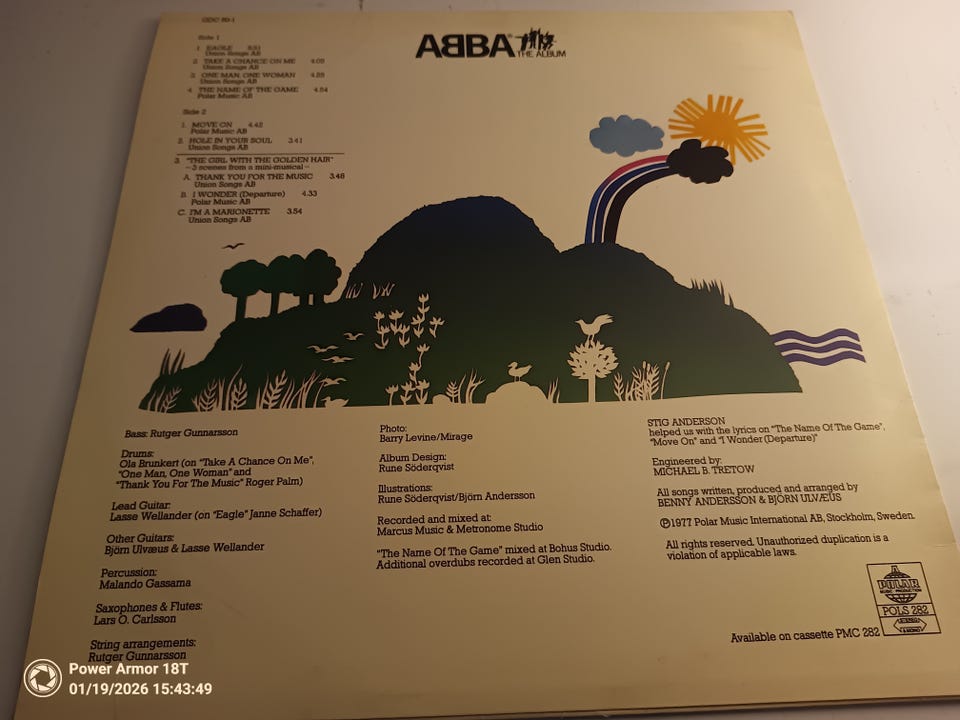 GDC 80-1
ABBA®
THE ALBUM
Side 1
1. EAGLE 5.51
Union Songs AB
2. TAKE A CHANCE ON ME 4.05
Union Songs AB
3. ONE MAN, ONE WOMAN 4.25
Union Songs AB
4. THE NAME OF THE GAME 4.54
Polar Music AB
Side 2
1. MOVE ON 4.42
Polar Music AB
2. HOLE IN YOUR SOUL 3.41
Union Songs AB
3. "THE GIRL WITH THE GOLDEN HAIR"
–3 scenes from a mini-musical–
A. THANK YOU FOR THE MUSIC 3.48
Union Songs AB
B. I WONDER (Departure) 4.33
Polar Music AB
C. I'M A MARIONETTE 3.54
Union Songs AB
Bass: Rutger Gunnarsson
Drums:
Ola Brunkert (on "Take A Chance On Me",
"One Man, One Woman" and
"Thank You For The Music" Roger Palm)
Lead Guitar:
Lasse Wellander (on "Eagle" Janne Schaffer)
Other Guitars:
Björn Ulvæus & Lasse Wellander
Percussion:
Malando Gassama
Saxophones & Flutes:
Lars O. Carlsson
String arrangements:
Rutger Gunnarsson
Photo:
Barry Levine/Mirage
Album Design:
Rune Söderqvist
Illustrations:
Rune Söderqvist/Björn Andersson
Recorded and mixed at:
Marcus Music & Metronome Studio
"The Name Of The Game" mixed at Bohus Studio.
Additional overdubs recorded at Glen Studio.
STIG ANDERSON
helped us with the lyrics on "The Name Of The Game",
"Move On" and "I Wonder (Departure)"
Engineered by:
MICHAEL B. TRETOW
All songs written, produced and arranged by
BENNY ANDERSSON & BJÖRN ULVÆUS
℗1977 Polar Music International AB, Stockholm, Sweden.
All rights reserved. Unauthorized duplication is a
violation of applicable laws.
A
POLAR
MUSIC PRODUCTION
POLS 282
STEREO
& MONO
Available on cassette PMC 282
Power Armor 18T
01/19/2026 15:43:49